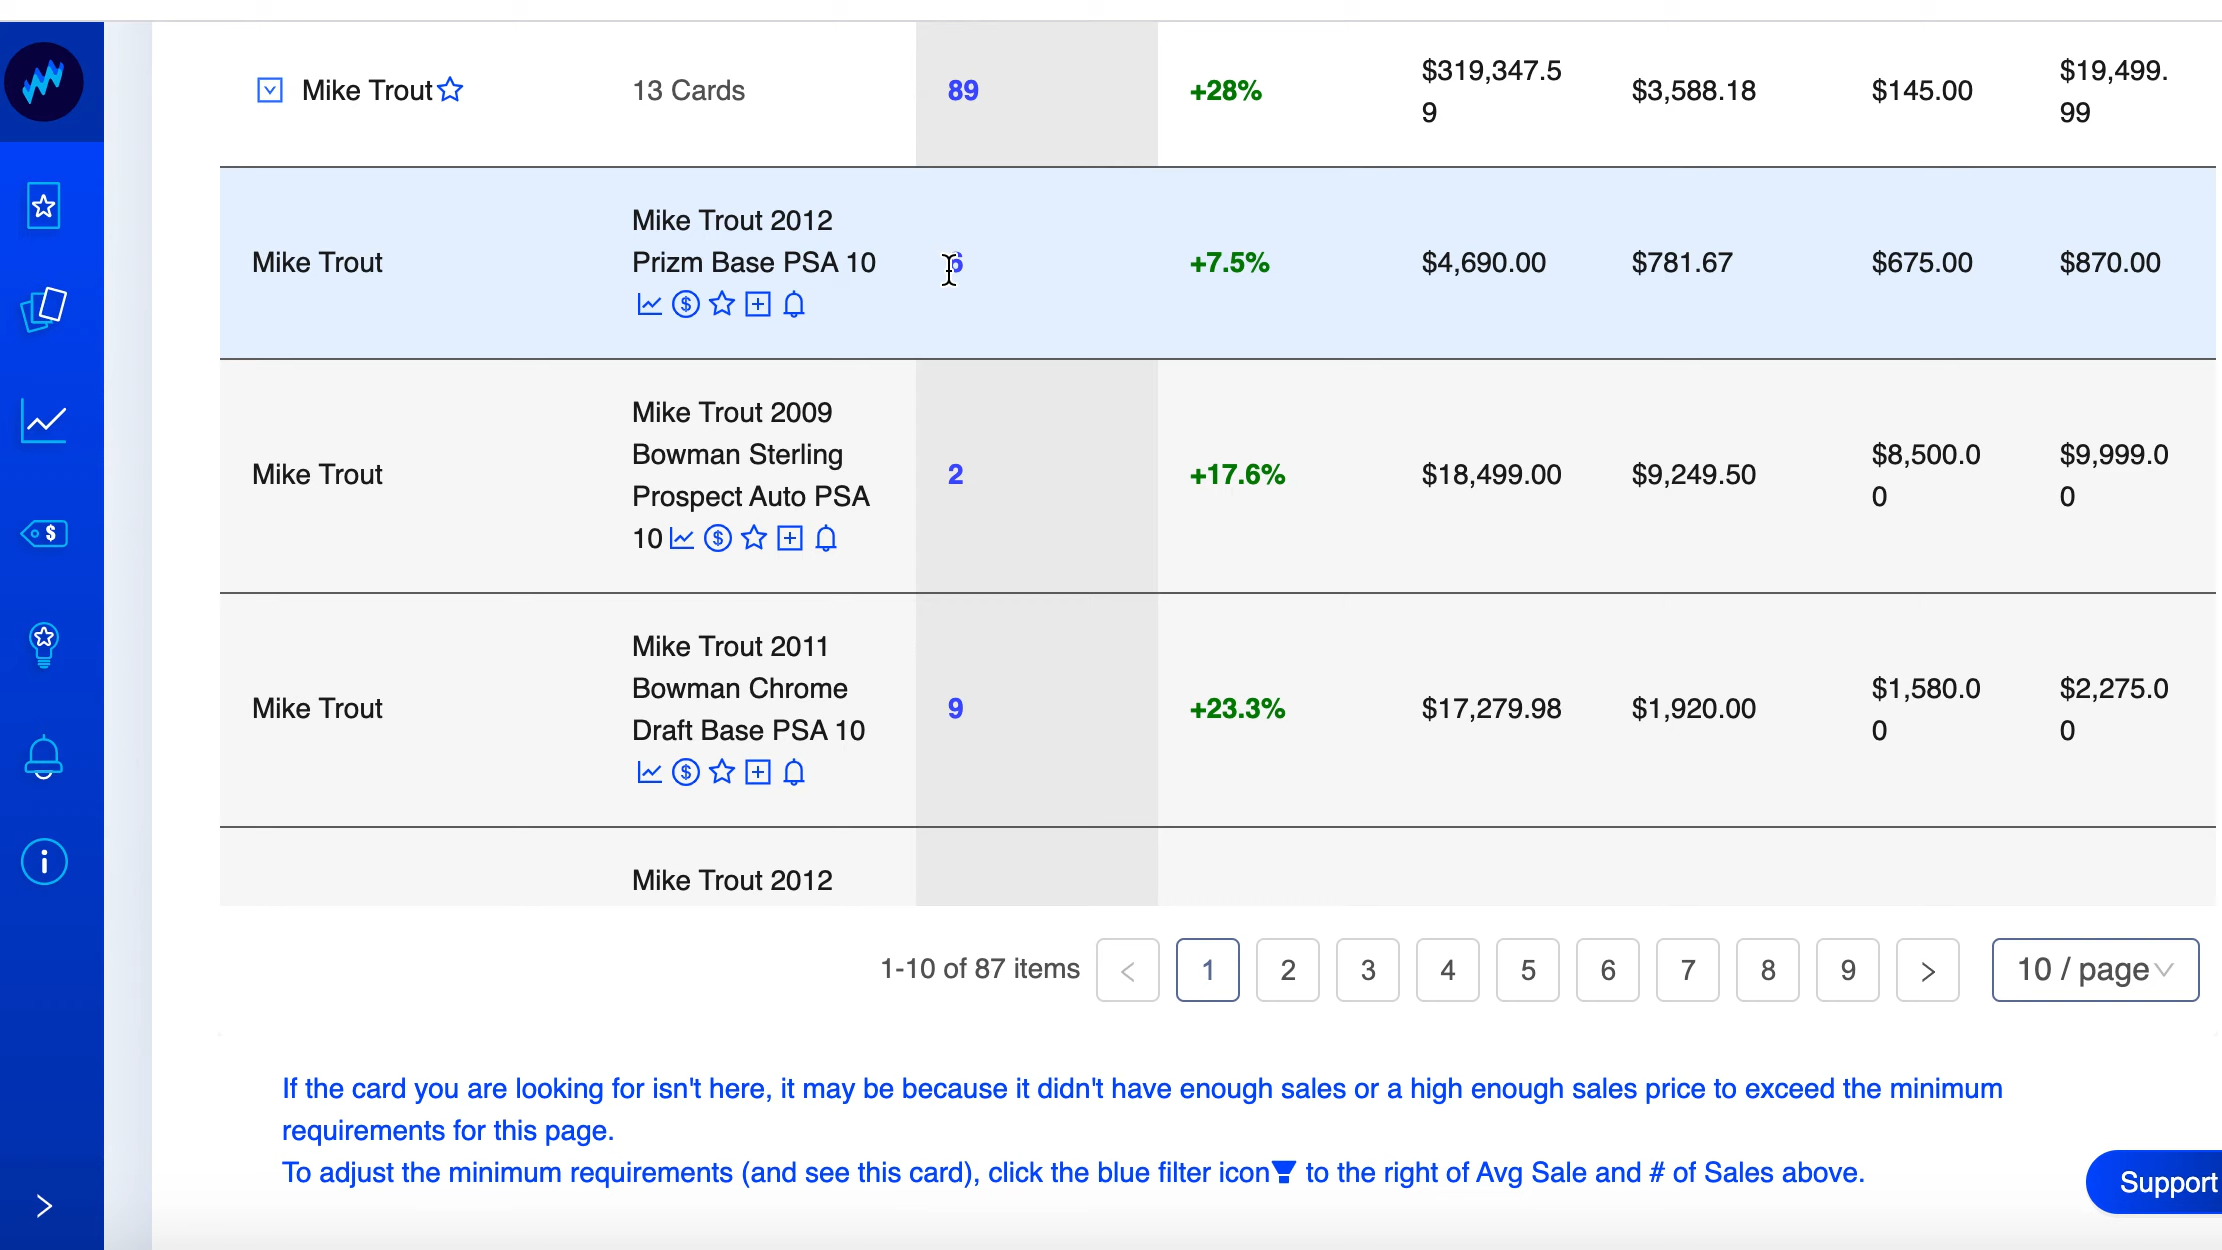 Mike Trout 13 Cards 89 +28% $319,347.5 $3,588.18 $145.00 $19,499.
9 99
Mike Trout 2012
Mike Trout Prizm Base PSA 10 6 +7.5% $4,690.00 $781.67 $675.00 $870.00
Mike Trout 2009
Bowman Sterling $8,500.0 $9,999.0
Mike Trout 2 +17.6% $18,499.00 $9,249.50
Prospect Auto PSA 0 0
10
Mike Trout 2011
Bowman Chrome $1,580.0 $2,275.0
Mike Trout 9 +23.3% $17,279.98 $1,920.00
Draft Base PSA 10 0 0
Mike Trout 2012
1-10 of 87 items < 1 2 3 4 5 6 7 8 9 > 10 / page
If the card you are looking for isn't here, it may be because it didn't have enough sales or a high enough sales price to exceed the minimum
requirements for this page.
To adjust the minimum requirements (and see this card), click the blue filter icon to the right of Avg Sale and # of Sales above.
Support